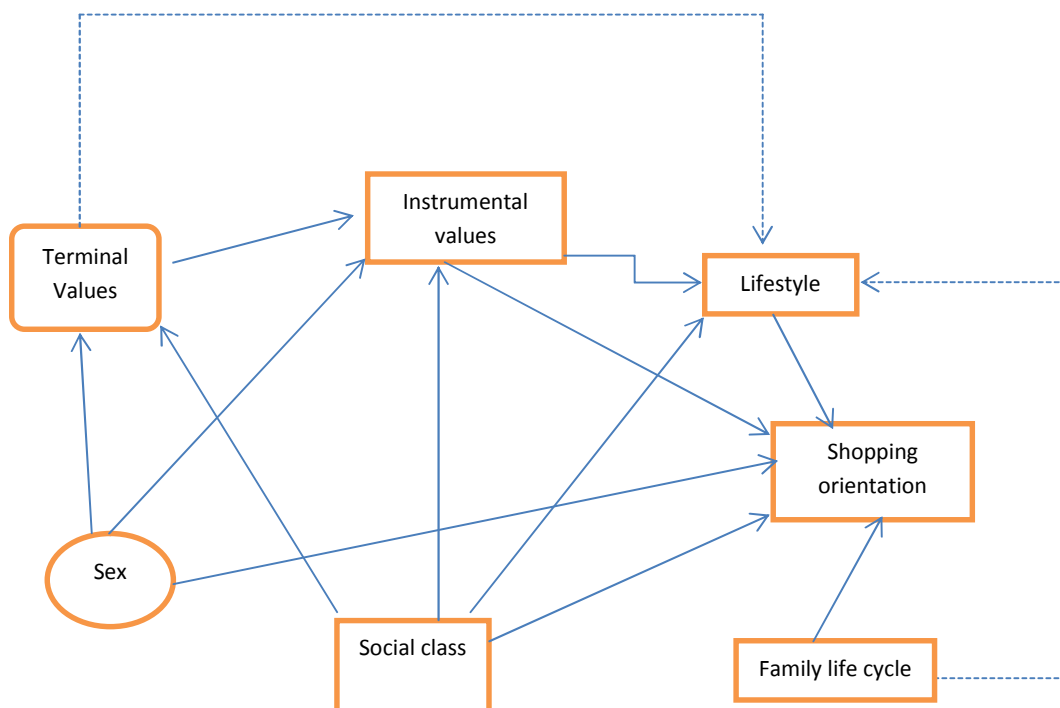 Instrumental
values
Terminal
Values
Lifestyle
Shopping
orientation
Sex
Social class
Family life cycle